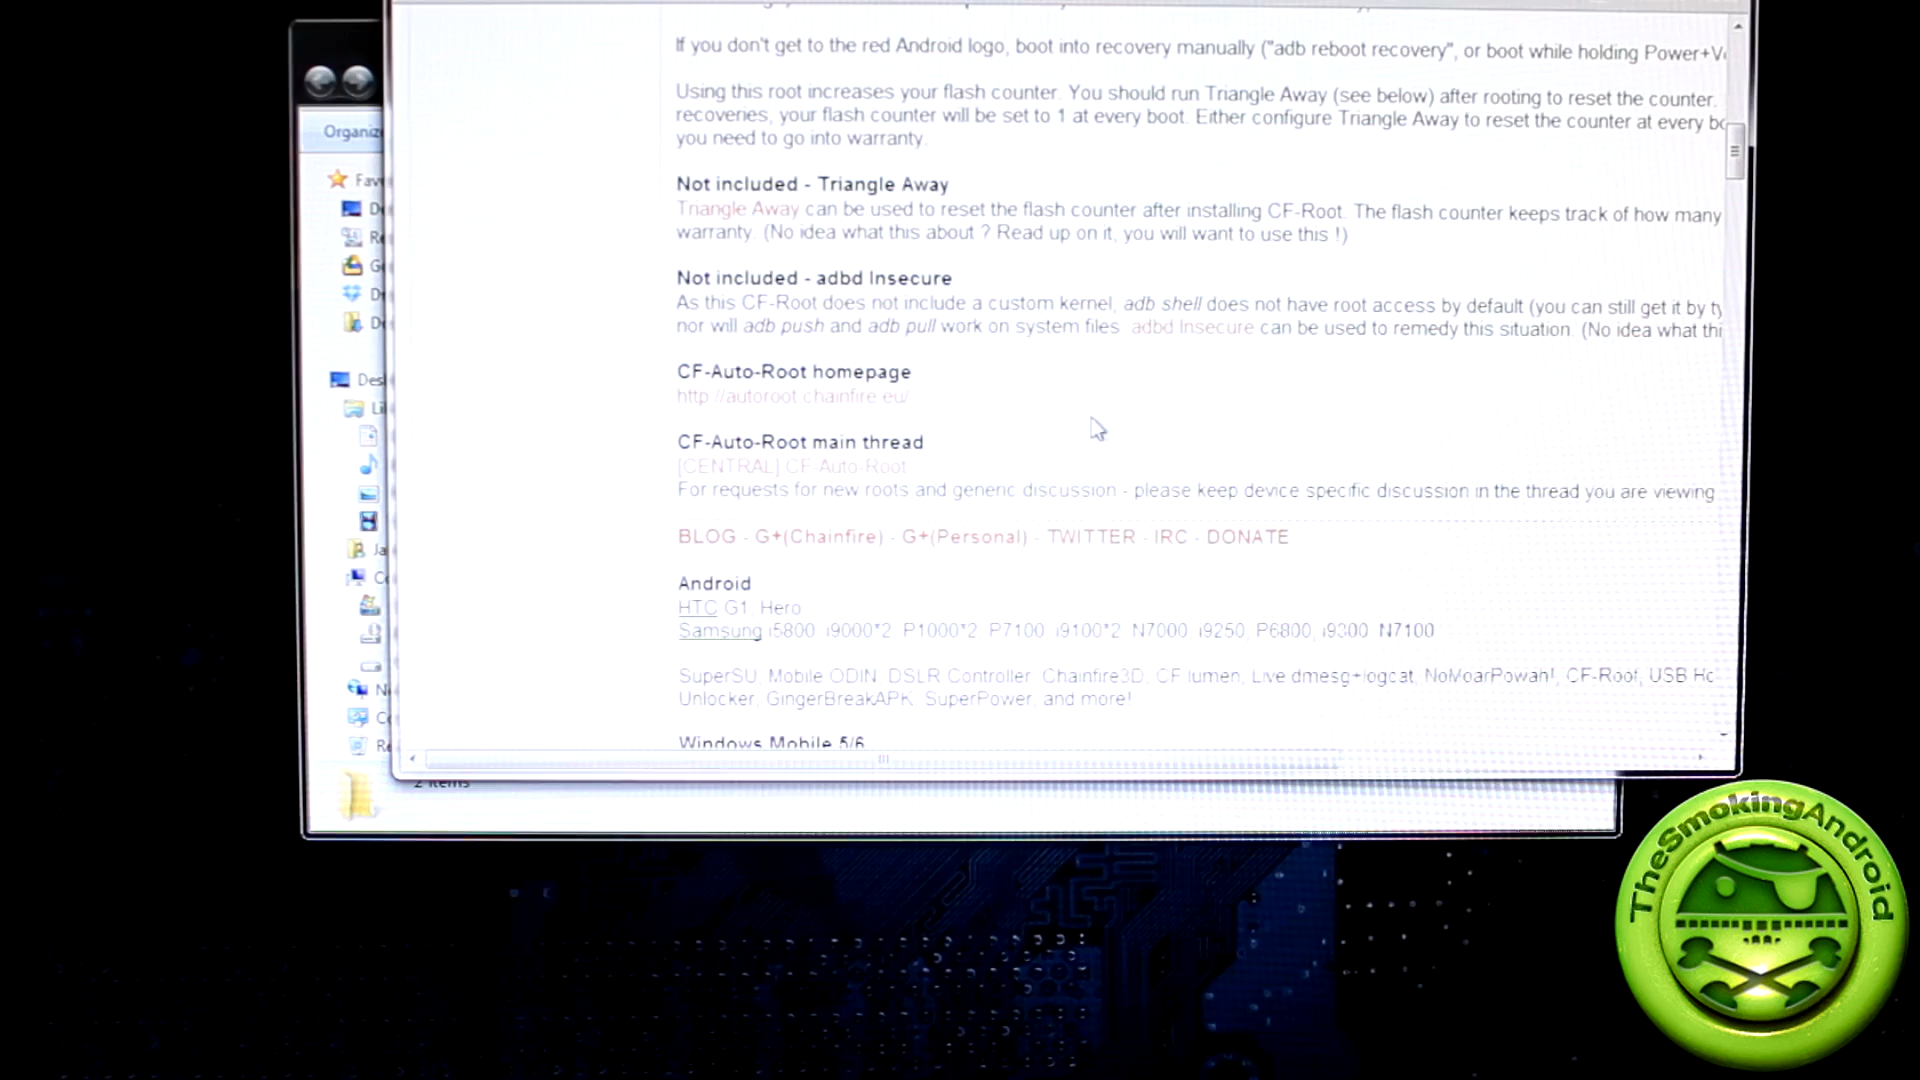 If you don't get to the red Android logo, boot into recovery manually ("adb reboot recovery", or boot while holding Power+V
Using this root increases your flash counter. You should run Triangle Away (see below) after rooting to reset the counter.
recoveries, your flash counter will be set to 1 at every boot. Either configure Triangle Away to reset the counter at every bo
you need to go into warranty.
Not included - Triangle Away
Triangle Away can be used to reset the flash counter after installing CF-Root. The flash counter keeps track of how many
warranty. (No idea what this about ? Read up on it, you will want to use this !)
Not included - adbd Insecure
As this CF-Root does not include a custom kernel, adb shell does not have root access by default (you can still get it by ty
nor will adb push and adb pull work on system files. adbd Insecure can be used to remedy this situation. (No idea what thi
CF-Auto-Root homepage
http://autoroot.chainfire.eu/
CF-Auto-Root main thread
[CENTRAL] CF-Auto-Root
For requests for new roots and generic discussion - please keep device specific discussion in the thread you are viewing
BLOG - G+(Chainfire) - G+(Personal) - TWITTER - IRC - DONATE
Android
HTC G1, Hero
Samsung i5800, i9000*2, P1000*2, P7100, i9100*2, N7000, i9250, P6800, i9300, N7100
SuperSU, Mobile ODIN, DSLR Controller, Chainfire3D, CF.lumen, Live dmesg+logcat, NoMoarPowah!, CF-Root, USB Ho
Unlocker, GingerBreakAPK, SuperPower, and more!
Windows Mobile 5/6
Organiz
Fav
D
Re
G
Dr
D
Des
Li
Ja
C
N
C
Re
2 items
TheSmokingAndroid